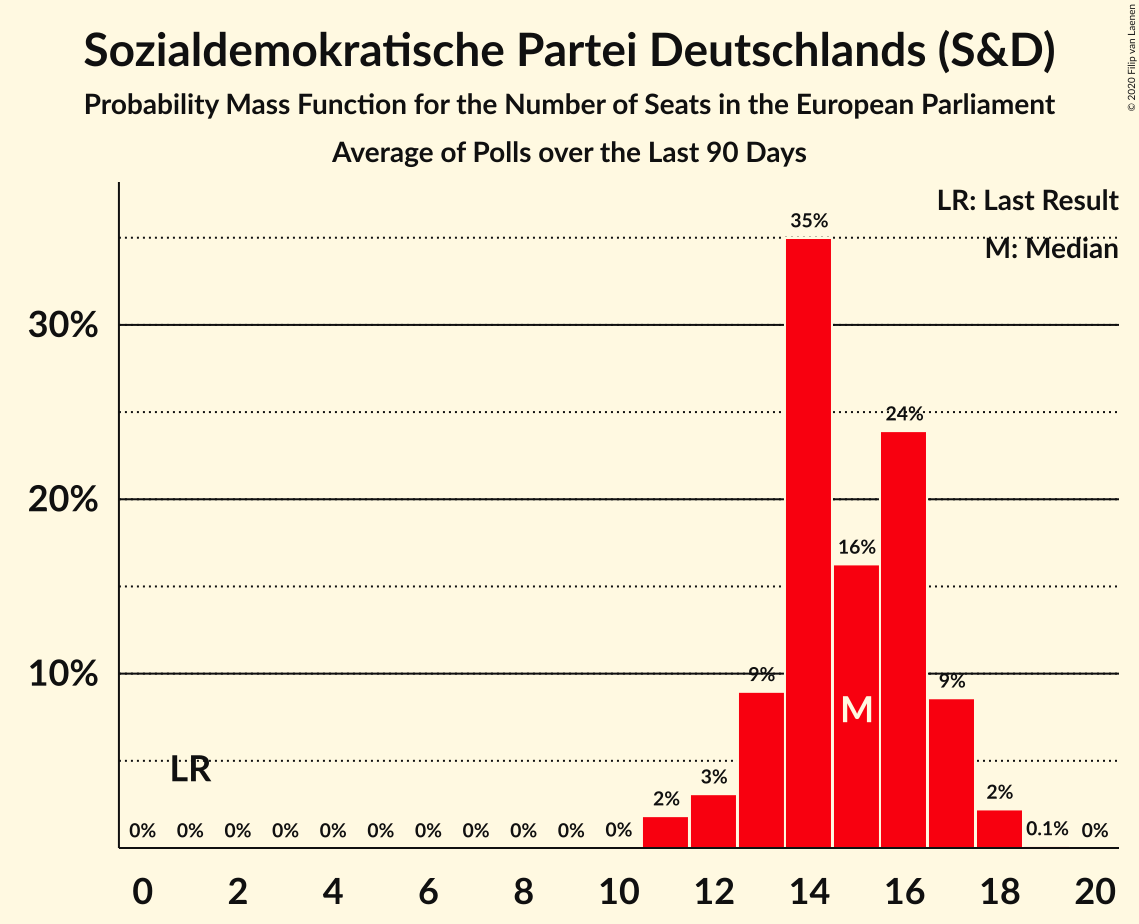 Sozialdemokratische Partei Deutschlands (S&D)
Probability Mass Function for the Number of Seats in the European Parliament
Average of Polls over the Last 90 Days
© 2020 Filip van Laenen
LR: Last Result
M: Median
35%
30%
24%
20%
16%
10%
9%
9%
M
LR
3%
2%
2%
0% 0% 0% 0% 0% 0% 0% 0% 0% 0% 0% 0.1% 0%
0 2 4 6 8 10 12 14 16 18 20